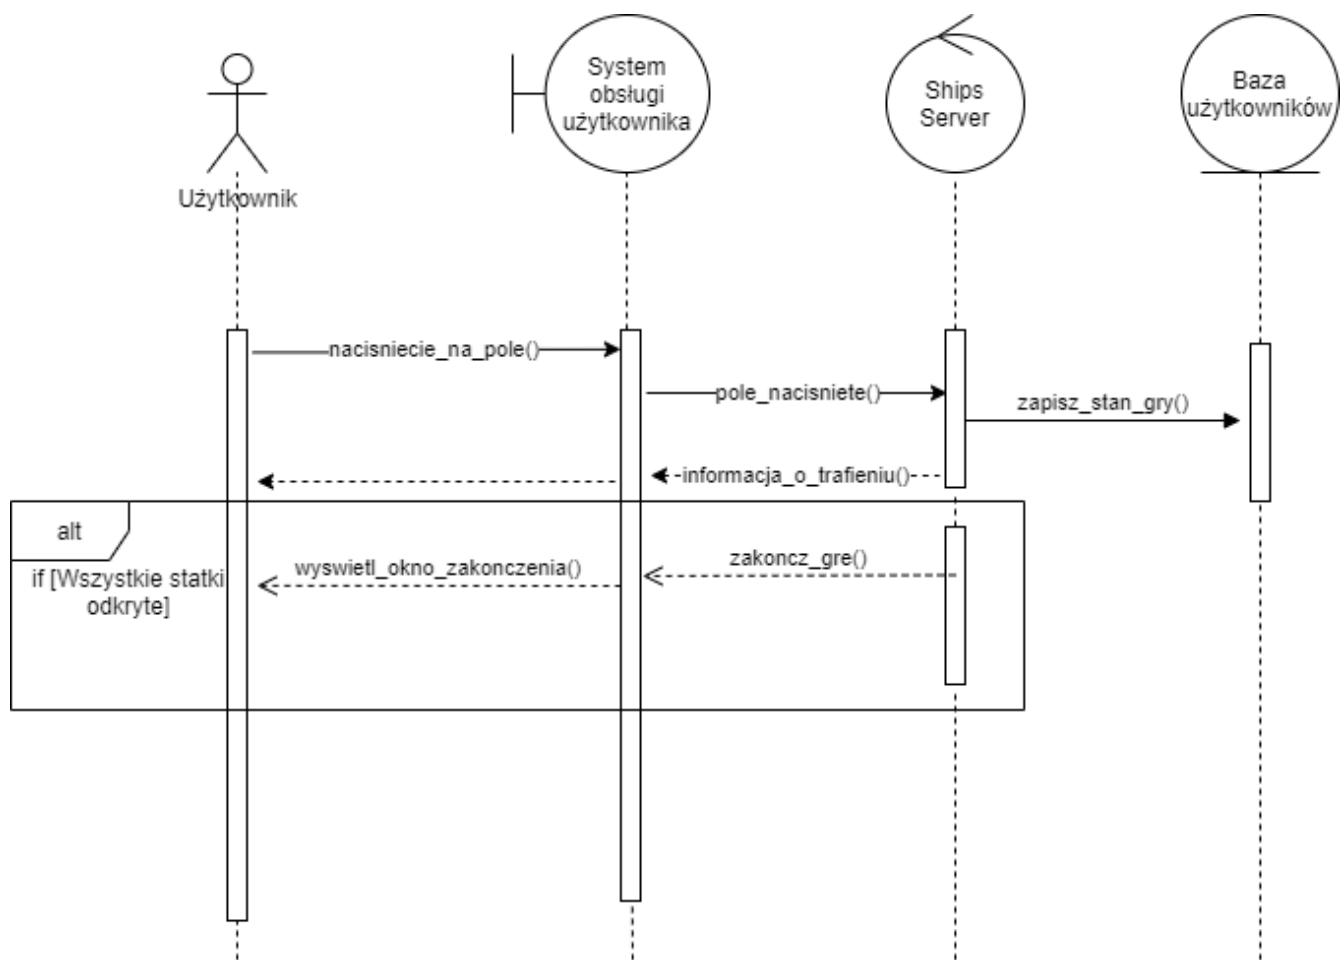 System
obsługi
użytkownika
Ships
Server
Baza
użytkowników
Użytkownik
nacisniecie_na_pole()
pole_nacisniete()
zapisz_stan_gry()
informacja_o_trafieniu()
alt
if [Wszystkie statki
odkryte]
wyswietl_okno_zakonczenia()
zakoncz_gre()